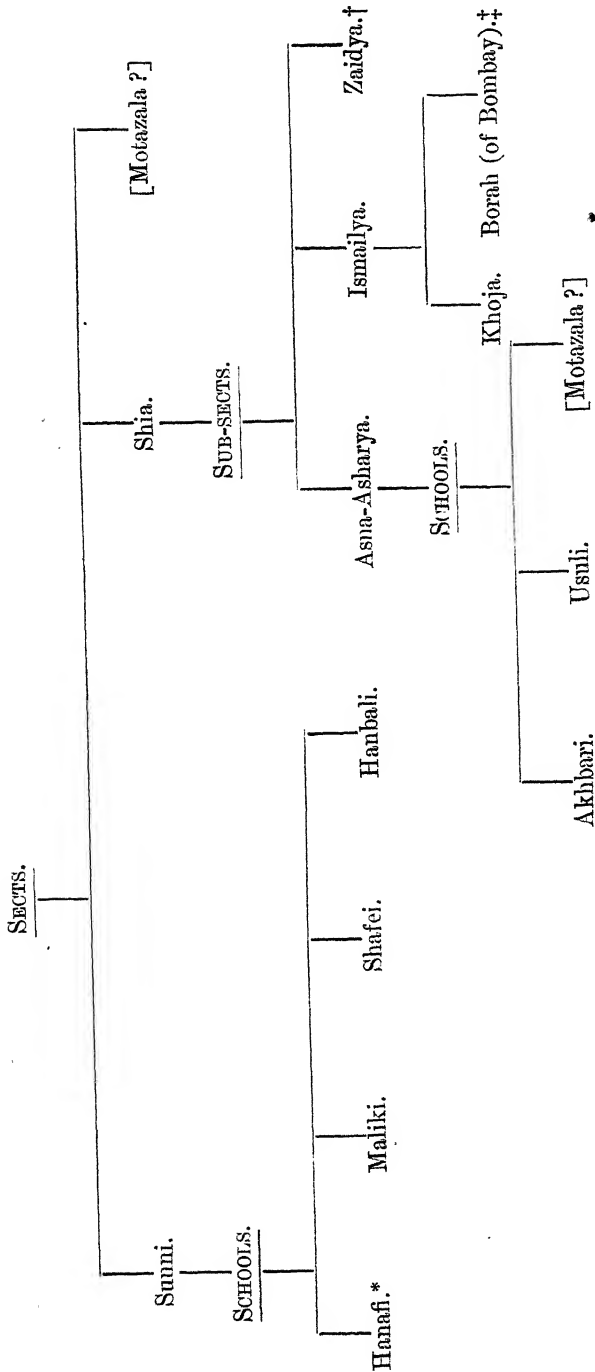 SECTS.
Sunni.
Shia.
[Motazala ?]
SCHOOLS.
SUB-SECTS.
Hanafi.*
Maliki.
Shafei.
Hanbali.
Asna-Asharya.
Ismailya.
Zaidya.†
SCHOOLS.
Khoja.
Borah (of Bombay).‡
Akhbari.
Usuli.
[Motazala ?]